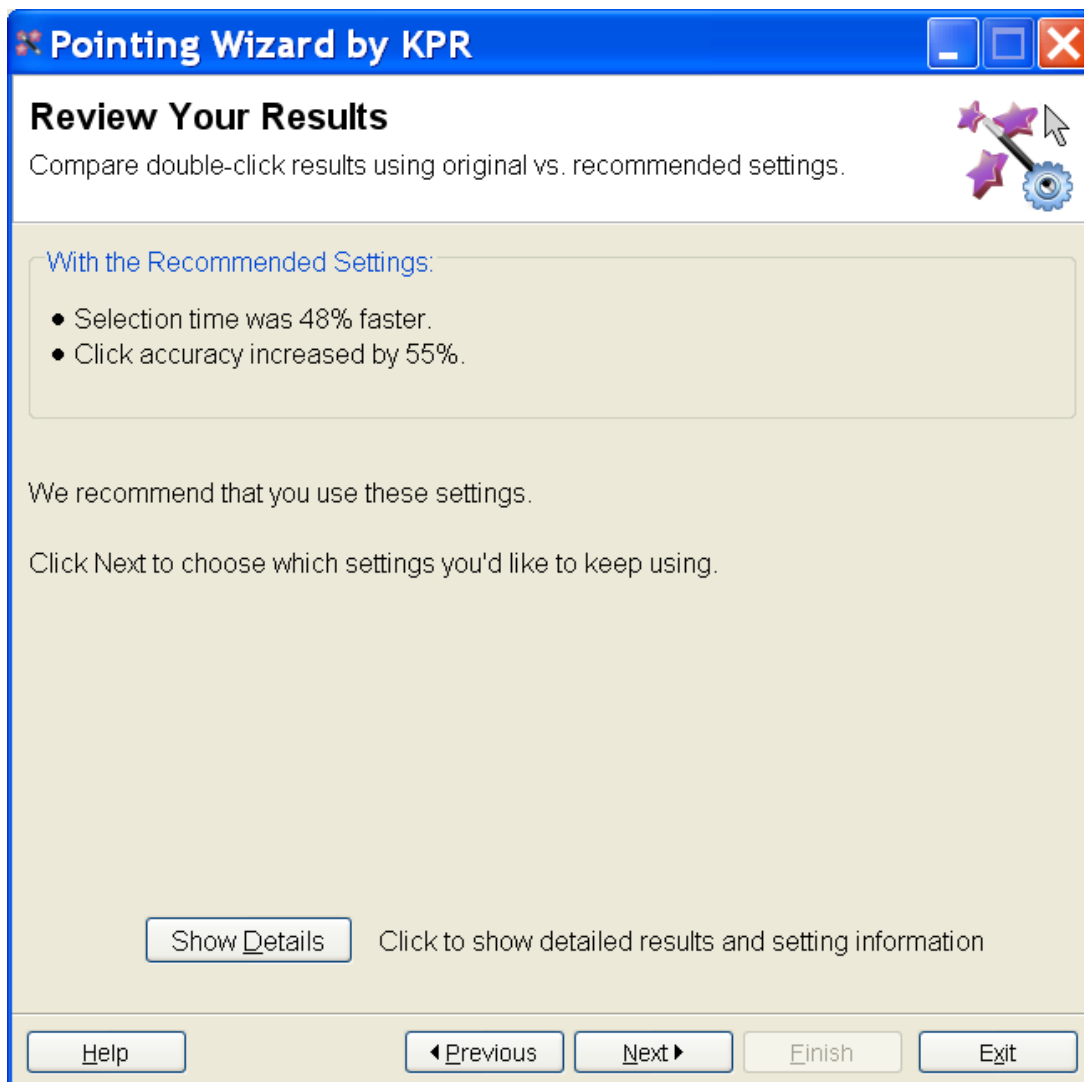 Pointing Wizard by KPR
Review Your Results
Compare double-click results using original vs. recommended settings.
With the Recommended Settings:
• Selection time was 48% faster.
• Click accuracy increased by 55%.
We recommend that you use these settings.
Click Next to choose which settings you'd like to keep using.
Show Details Click to show detailed results and setting information
Help Previous Next Finish Exit